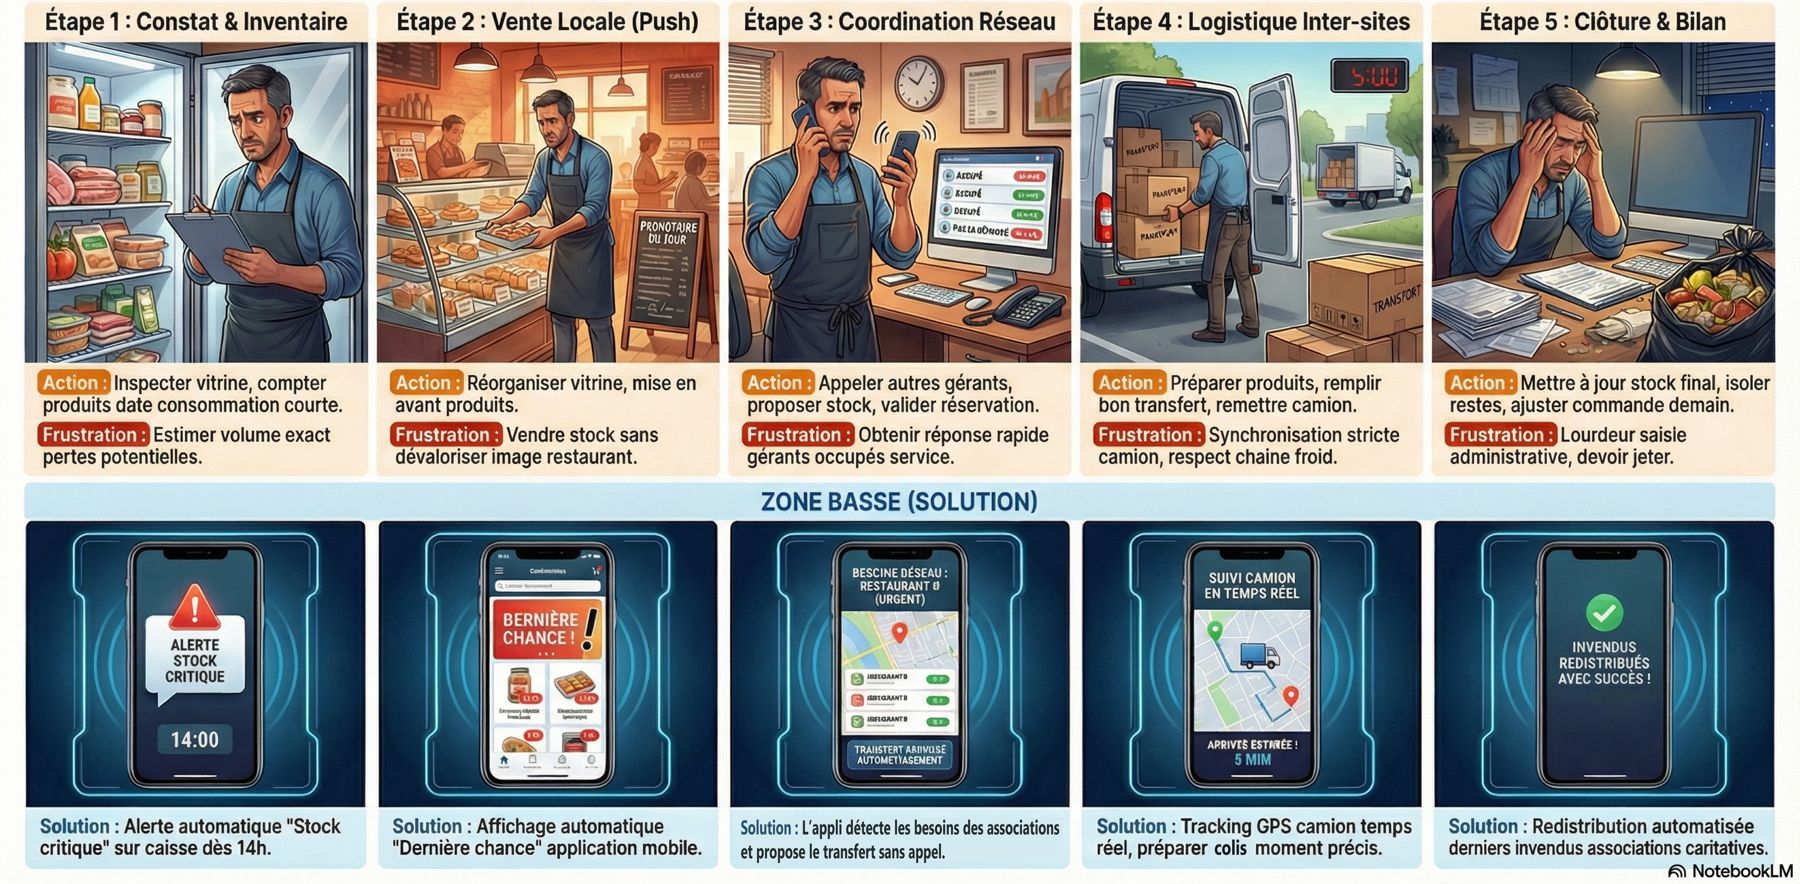 Étape 1 : Constat & Inventaire
Action : Inspecter vitrine, compter
produits date consommation courte.
Frustration : Estimer volume exact
pertes potentielles.
Étape 2 : Vente Locale (Push)
PRONOTAIRE
DU JOUR
Action : Réorganiser vitrine, mise en
avant produits.
Frustration : Vendre stock sans
dévaloriser image restaurant.
Étape 3 : Coordination Réseau
Action : Appeler autres gérants,
proposer stock, valider réservation.
Frustration : Obtenir réponse rapide
gérants occupés service.
Étape 4 : Logistique Inter-sites
TRANSFORT
Action : Préparer produits, remplir
bon transfert, remettre camion.
Frustration : Synchronisation stricte
camion, respect chaine froid.
Étape 5 : Clôture & Bilan
Action : Mettre à jour stock final, isoler
restes, ajuster commande demain.
Frustration : Lourdeur saisie
administrative, devoir jeter.
ZONE BASSE (SOLUTION)
ALERTE
STOCK
CRITIQUE
14:00
Solution : Alerte automatique "Stock
critique" sur caisse dès 14h.
BERNIÈRE
CHANCE !
Solution : Affichage automatique
"Dernière chance" application mobile.
BESCINE DÉSEAU :
RESTAURANT
(URGENT)
Solution : L'appli détecte les besoins des associations
et propose le transfert sans appel.
SUIVI CAMION
EN TEMPS RÉEL
5 MIM
Solution : Tracking GPS camion temps
réel, préparer colis moment précis.
INVENDUS
REDISTRIBUÉS
AVEC SUCCÈS !
Solution : Redistribution automatisée
derniers invendus associations caritatives.
NotebookLM